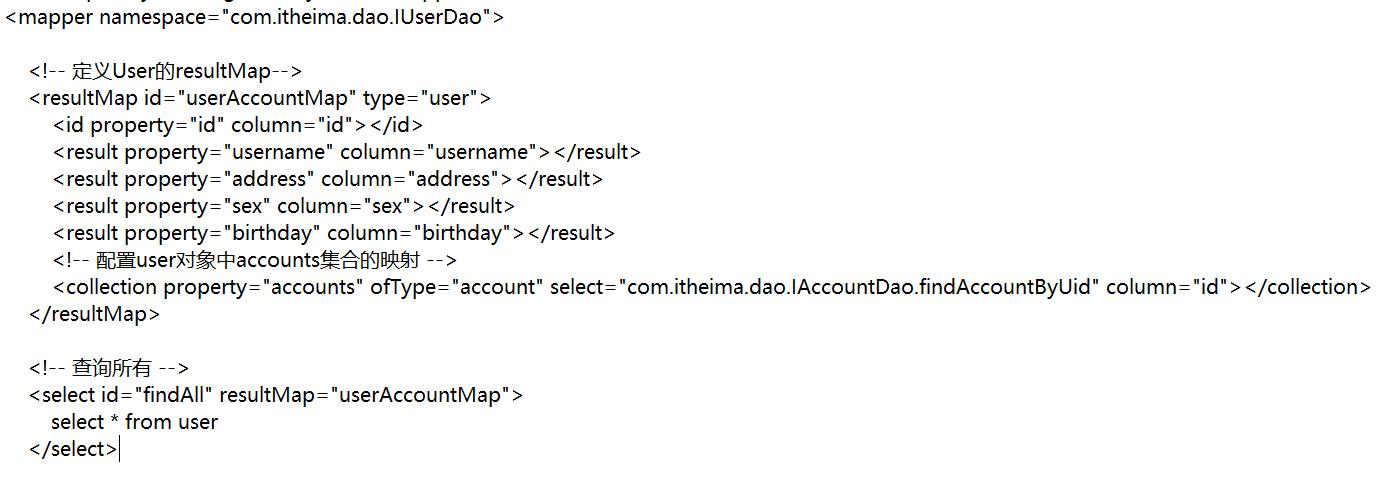 <mapper namespace="com.itheima.dao.IUserDao">
<!-- 定义User的resultMap-->
<resultMap id="userAccountMap" type="user">
<id property="id" column="id"></id>
<result property="username" column="username"></result>
<result property="address" column="address"></result>
<result property="sex" column="sex"></result>
<result property="birthday" column="birthday"></result>
<!-- 配置user对象中accounts集合的映射 -->
<collection property="accounts" ofType="account" select="com.itheima.dao.IAccountDao.findAccountByUid" column="id"></collection>
</resultMap>
<!-- 查询所有 -->
<select id="findAll" resultMap="userAccountMap">
select * from user
</select>